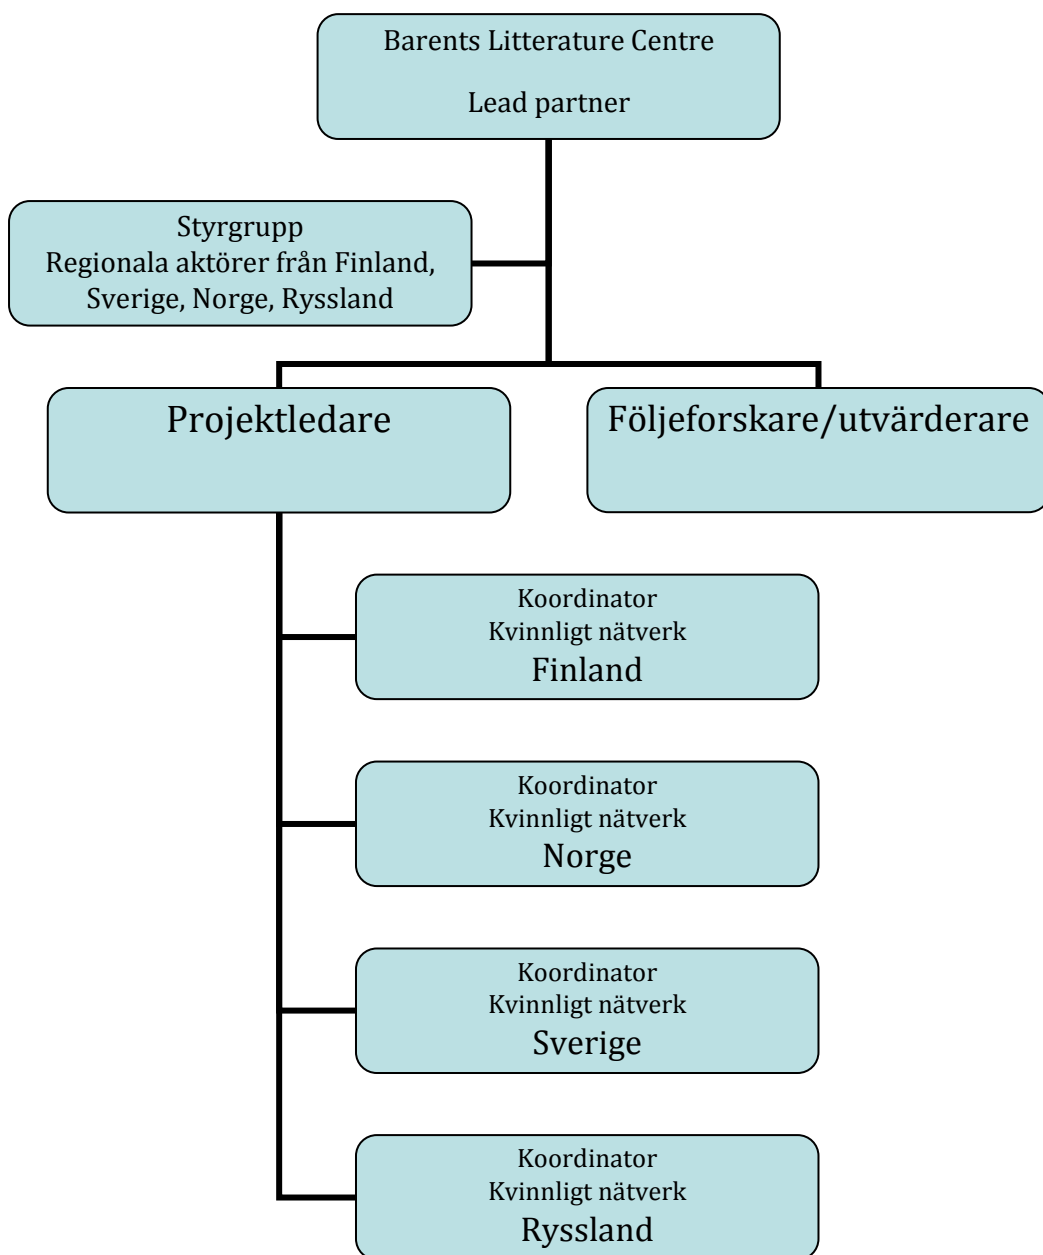 Barents Litterature Centre
Lead partner
Styrgrupp
Regionala aktörer från Finland,
Sverige, Norge, Ryssland
Projektledare
Följeforskare/utvärderare
Koordinator
Kvinnligt nätverk
Finland
Koordinator
Kvinnligt nätverk
Norge
Koordinator
Kvinnligt nätverk
Sverige
Koordinator
Kvinnligt nätverk
Ryssland